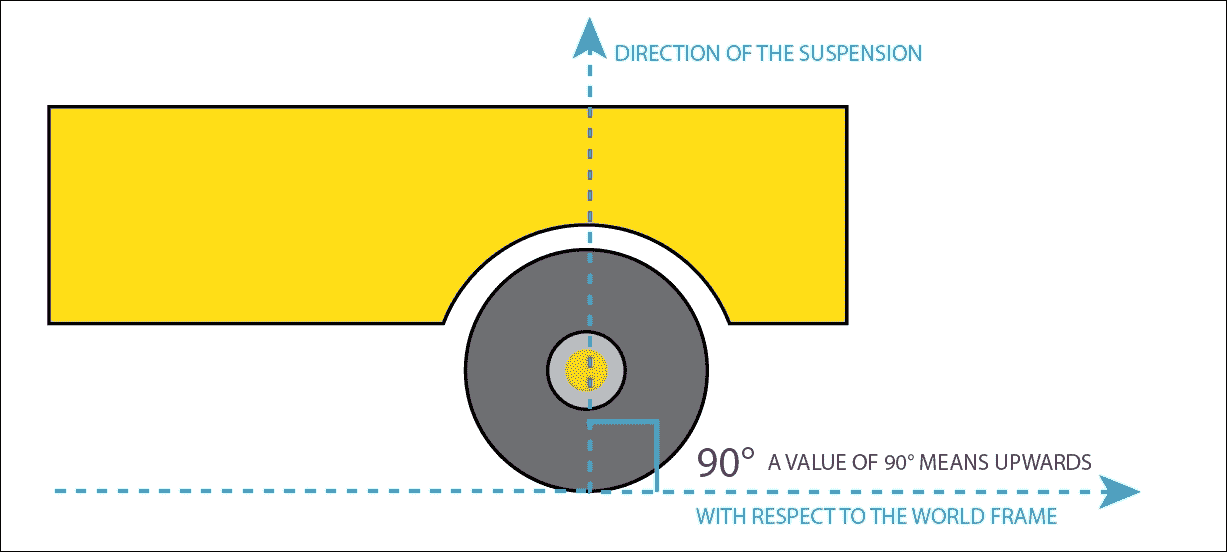 DIRECTION OF THE SUSPENSION
90° A VALUE OF 90° MEANS UPWARDS
WITH RESPECT TO THE WORLD FRAME